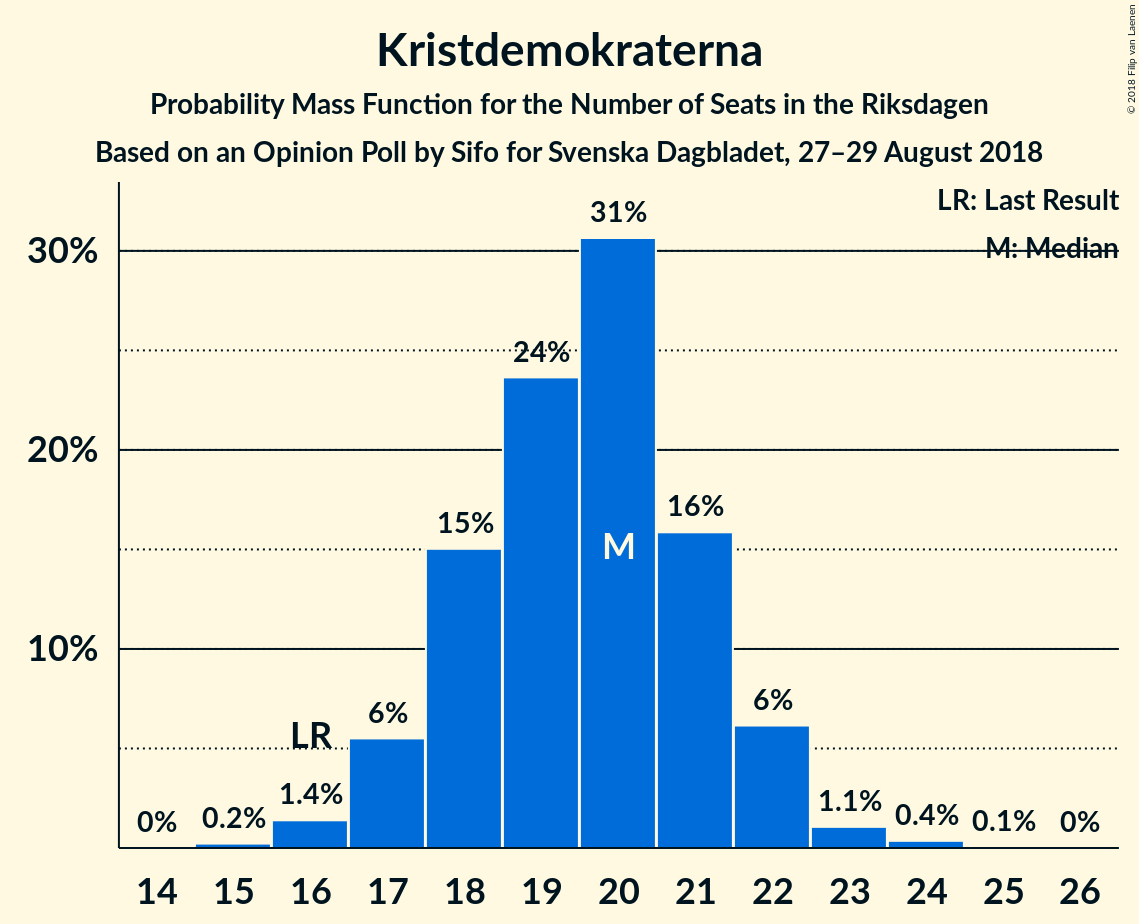 Kristdemokraterna
Probability Mass Function for the Number of Seats in the Riksdagen
Based on an Opinion Poll by Sifo for Svenska Dagbladet, 27–29 August 2018
© 2018 Filip van Laenen
LR: Last Result
M: Median
31%
30%
24%
20%
16%
15%
M
10%
6%
6%
LR
1.4%
1.1%
0%
0.2%
0.4%
0.1%
0%
14 15 16 17 18 19 20 21 22 23 24 25 26